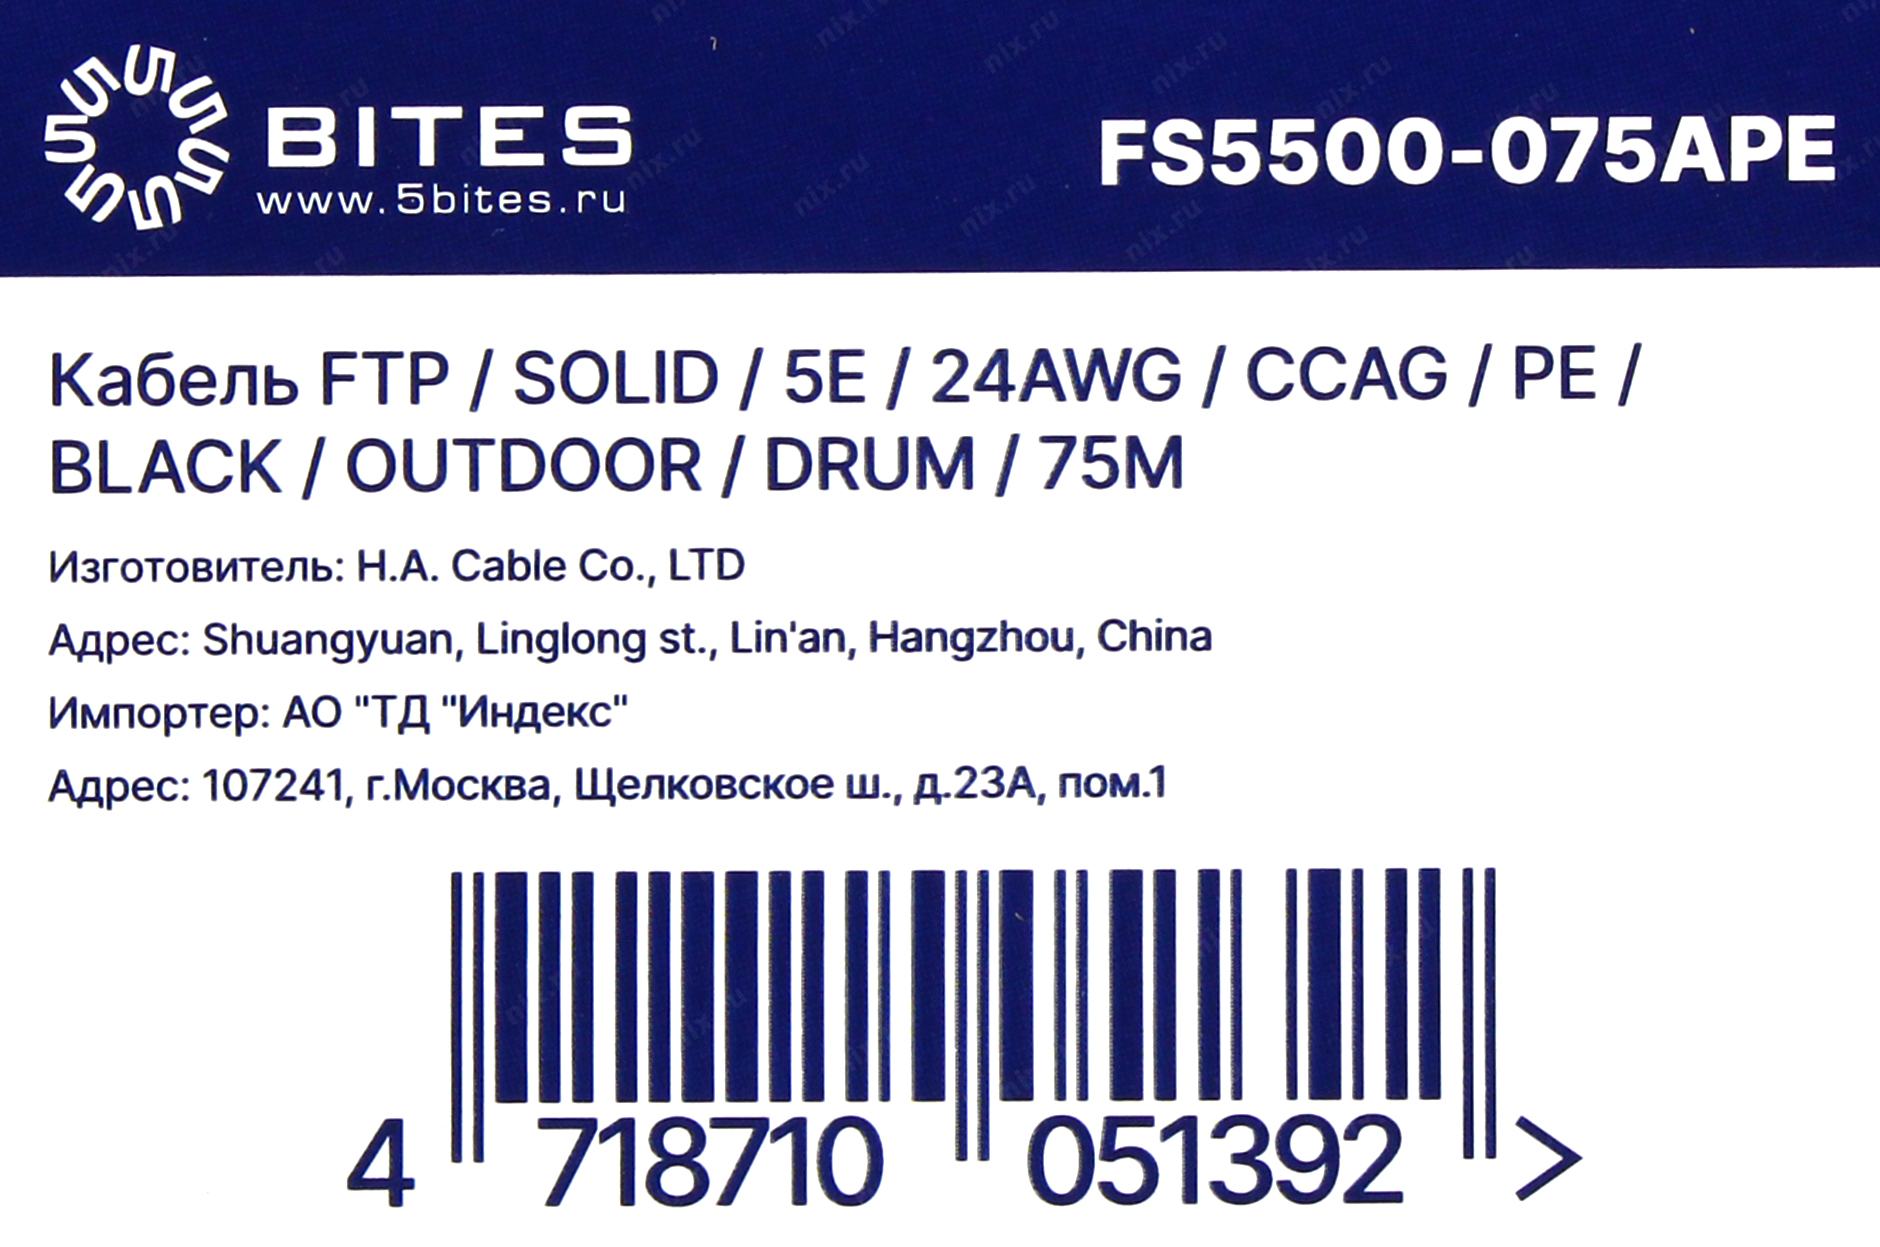 5 BITES
FS5500-075APE
www.5bites.ru
Кабель FTP / SOLID / 5E / 24AWG / CCAG / PE /
BLACK / OUTDOOR / DRUM / 75M
Изготовитель: H.A. Cable Co., LTD
Адрес: Shuangyuan, Linglong st., Lin'an, Hangzhou, China
Импортер: АО "ТД "Индекс"
Адрес: 107241, г.Москва, Щелковское ш., д.23А, пом.1
4 718710 051392 >